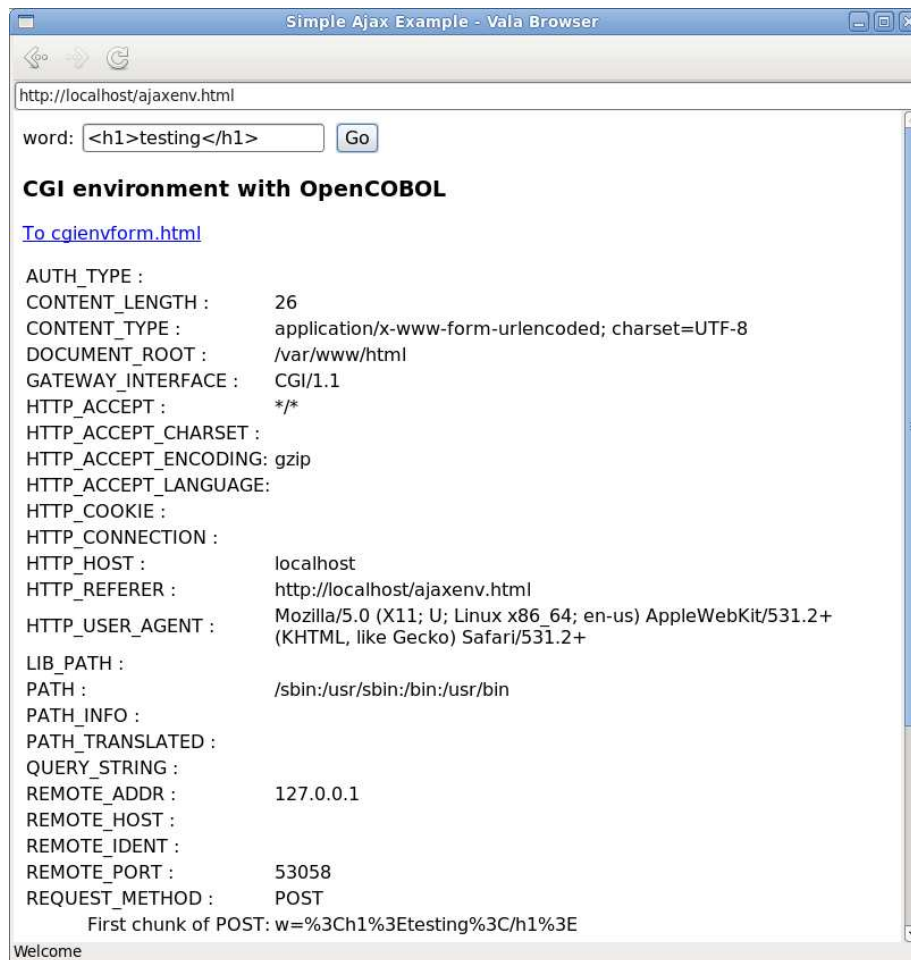 Simple Ajax Example - Vala Browser
http://localhost/ajaxenv.html
word: <h1>testing</h1> Go
CGI environment with OpenCOBOL
To cgienvform.html
AUTH_TYPE :
CONTENT_LENGTH : 26
CONTENT_TYPE : application/x-www-form-urlencoded; charset=UTF-8
DOCUMENT_ROOT : /var/www/html
GATEWAY_INTERFACE : CGI/1.1
HTTP_ACCEPT : */*
HTTP_ACCEPT_CHARSET :
HTTP_ACCEPT_ENCODING: gzip
HTTP_ACCEPT_LANGUAGE:
HTTP_COOKIE :
HTTP_CONNECTION :
HTTP_HOST : localhost
HTTP_REFERER : http://localhost/ajaxenv.html
HTTP_USER_AGENT : Mozilla/5.0 (X11; U; Linux x86_64; en-us) AppleWebKit/531.2+
(KHTML, like Gecko) Safari/531.2+
LIB_PATH :
PATH : /sbin:/usr/sbin:/bin:/usr/bin
PATH_INFO :
PATH_TRANSLATED :
QUERY_STRING :
REMOTE_ADDR : 127.0.0.1
REMOTE_HOST :
REMOTE_IDENT :
REMOTE_PORT : 53058
REQUEST_METHOD : POST
First chunk of POST: w=%3Ch1%3Etesting%3C/h1%3E
Welcome